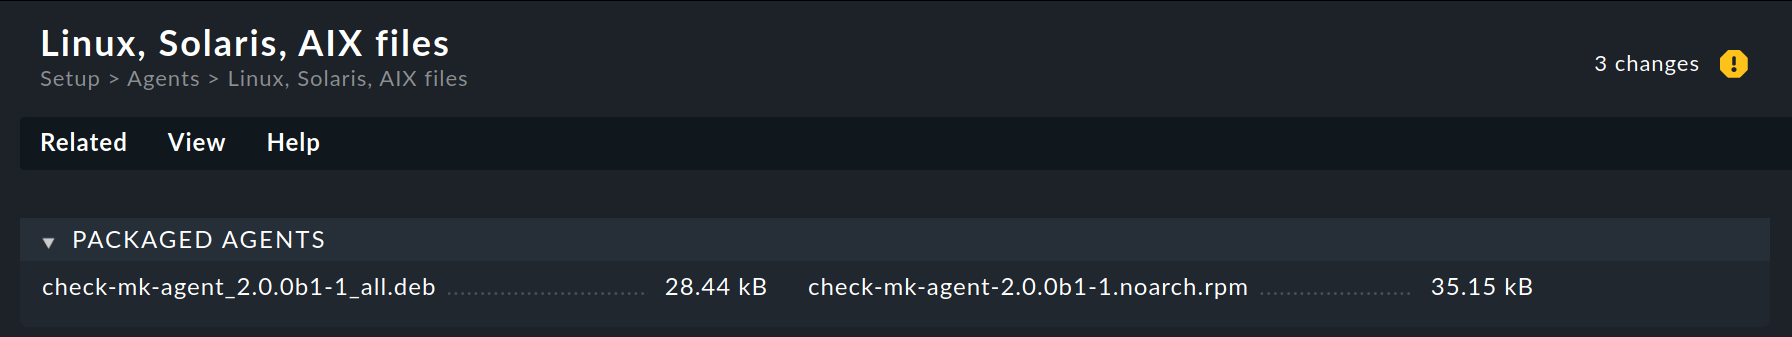 Linux, Solaris, AIX files
Setup > Agents > Linux, Solaris, AIX files
3 changes
Related View Help
PACKAGED AGENTS
check-mk-agent_2.0.0b1-1_all.deb 28.44 kB check-mk-agent-2.0.0b1-1.noarch.rpm 35.15 kB